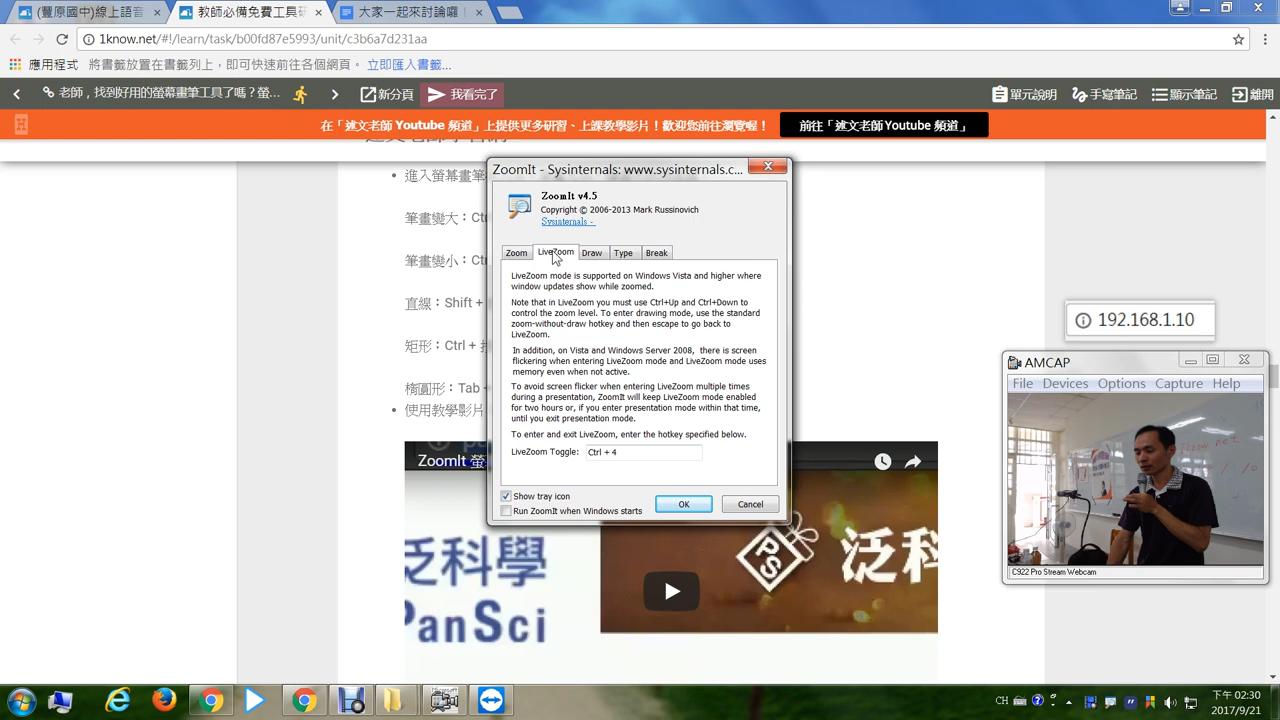 (豐原國中)線上語音
教師必備免費工具研
大家一起來討論囉
1know.net/#!/learn/task/b00fd87e5993/unit/c3b6a7d231aa
應用程式 將書籤放置在書籤列上，即可快速前往各個網頁。 立即匯入書籤...
老師，找到好用的螢幕畫筆工具了嗎？螢... 新分頁 我看完了 單元說明 手寫筆記 顯示筆記 離開
在「建文老師 Youtube 頻道」上提供更多研習、上課教學影片！歡迎您前往瀏覽喔！ 前往「建文老師 Youtube 頻道」
進入螢幕畫筆
筆畫變大：Ctr
筆畫變小：Ctr
直線：Shift +
矩形：Ctrl +
橢圓形：Tab
使用教學影片
ZoomIt - Sysinternals: www.sysinternals.c...
ZoomIt v4.5
Copyright © 2006-2013 Mark Russinovich
Sysinternals -
Zoom LiveZoom Draw Type Break
LiveZoom mode is supported on Windows Vista and higher where
window updates show while zoomed.
Note that in LiveZoom you must use Ctrl+Up and Ctrl+Down to
control the zoom level. To enter drawing mode, use the standard
zoom-without-draw hotkey and then escape to go back to
LiveZoom.
In addition, on Vista and Windows Server 2008, there is screen
flickering when entering LiveZoom mode and LiveZoom mode uses
memory even when not active.
To avoid screen flicker when entering LiveZoom multiple times
during a presentation, ZoomIt will keep LiveZoom mode enabled
for two hours or, if you enter presentation mode within that time,
until you exit presentation mode.
To enter and exit LiveZoom, enter the hotkey specified below.
LiveZoom Toggle: Ctrl + 4
Show tray icon
Run ZoomIt when Windows starts
OK Cancel
192.168.1.10
AMCAP
File Devices Options Capture Help
C922 Pro Stream Webcam
ZoomIt 螢
泛科學
PanSci
PS 泛科
CH
下午 02:30
2017/9/21